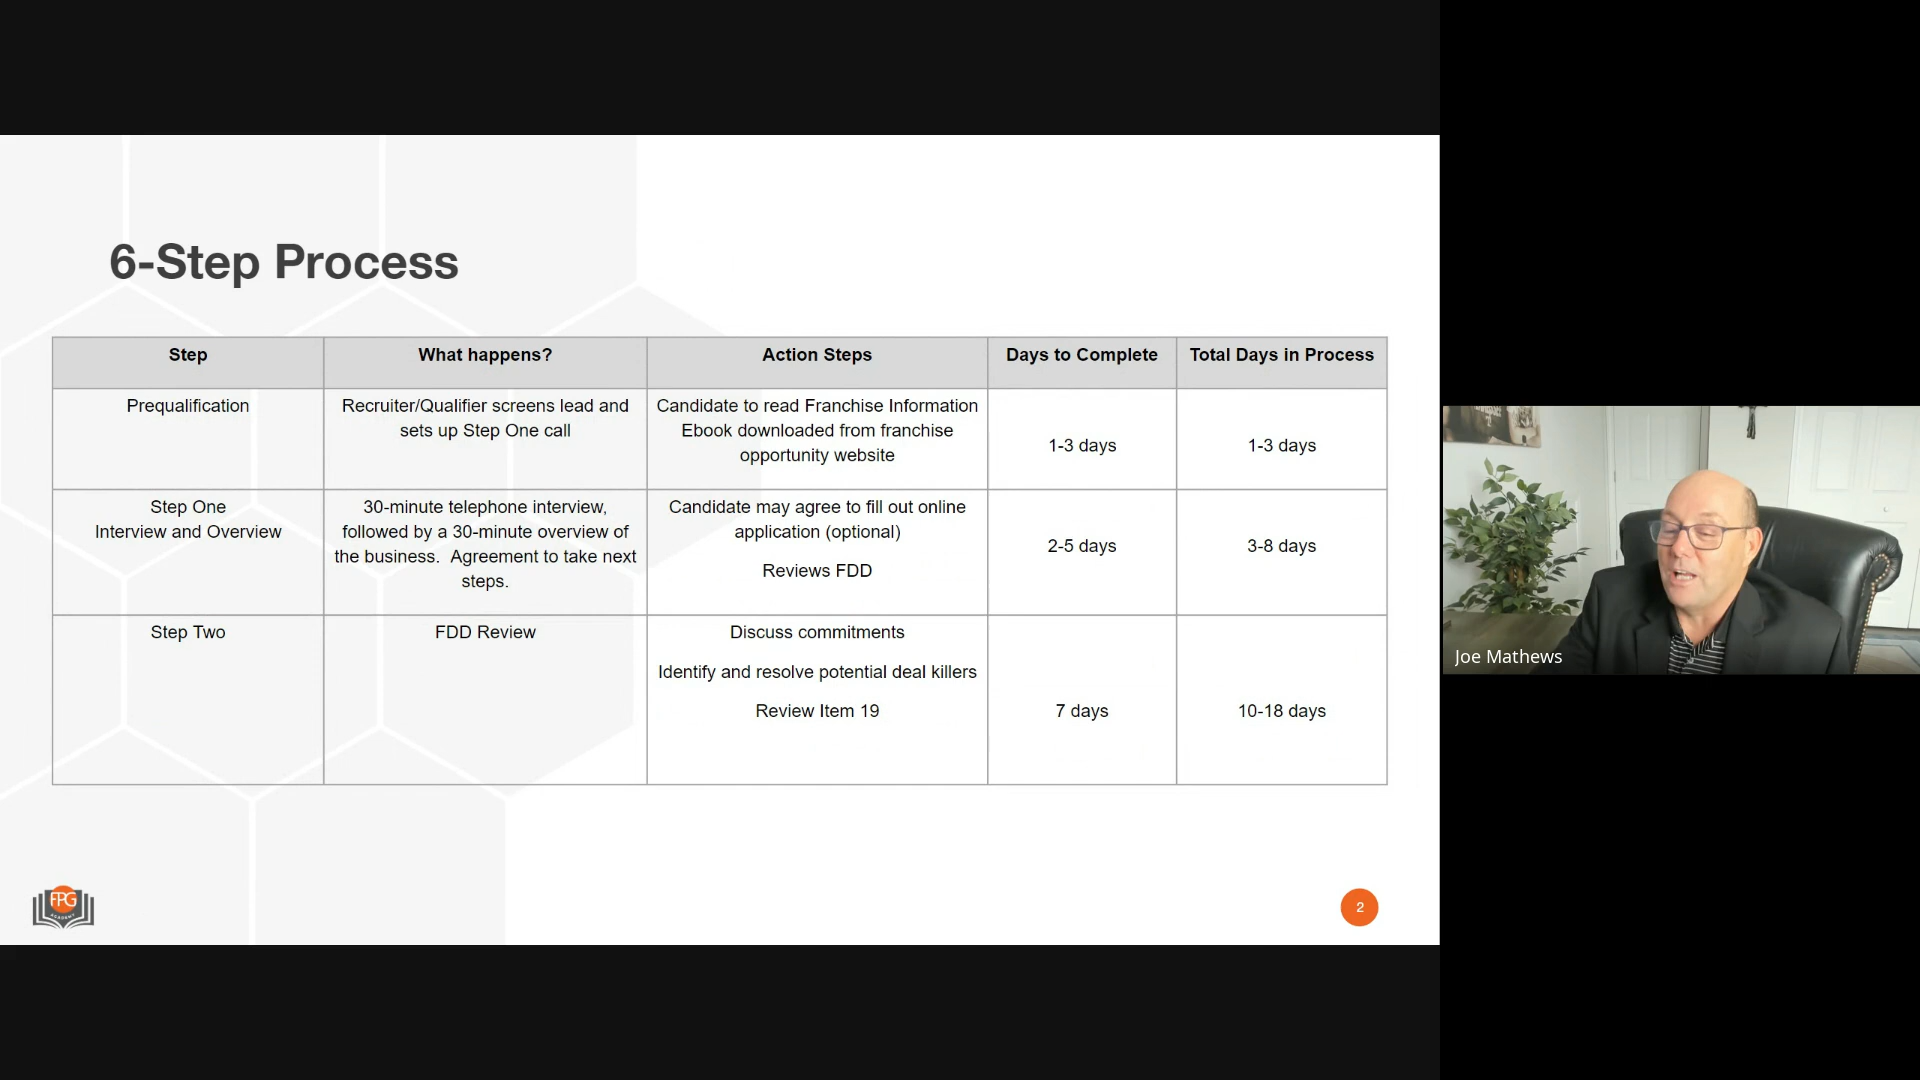 6-Step Process
Step
What happens?
Action Steps
Days to Complete
Total Days in Process
Prequalification
Recruiter/Qualifier screens lead and
sets up Step One call
Candidate to read Franchise Information
Ebook downloaded from franchise
opportunity website
1-3 days
1-3 days
Step One
Interview and Overview
30-minute telephone interview,
followed by a 30-minute overview of
the business.  Agreement to take next
steps.
Candidate may agree to fill out online
application (optional)
Reviews FDD
2-5 days
3-8 days
Step Two
FDD Review
Discuss commitments
Identify and resolve potential deal killers
Review Item 19
7 days
10-18 days
FPG
ACADEMY
2
Joe Mathews